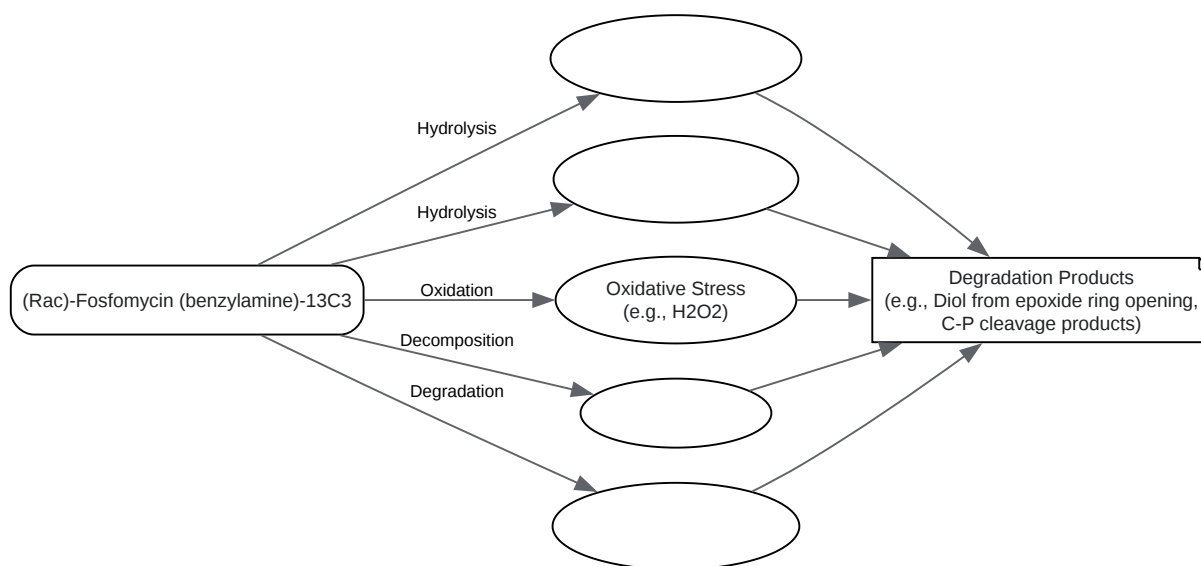 Hydrolysis
Hydrolysis
(Rac)-Fosfomycin (benzylamine)-13C3
Oxidation
Oxidative Stress
(e.g., H2O2)
Degradation Products
(e.g., Diol from epoxide ring opening,
C-P cleavage products)
Decomposition
Degradation